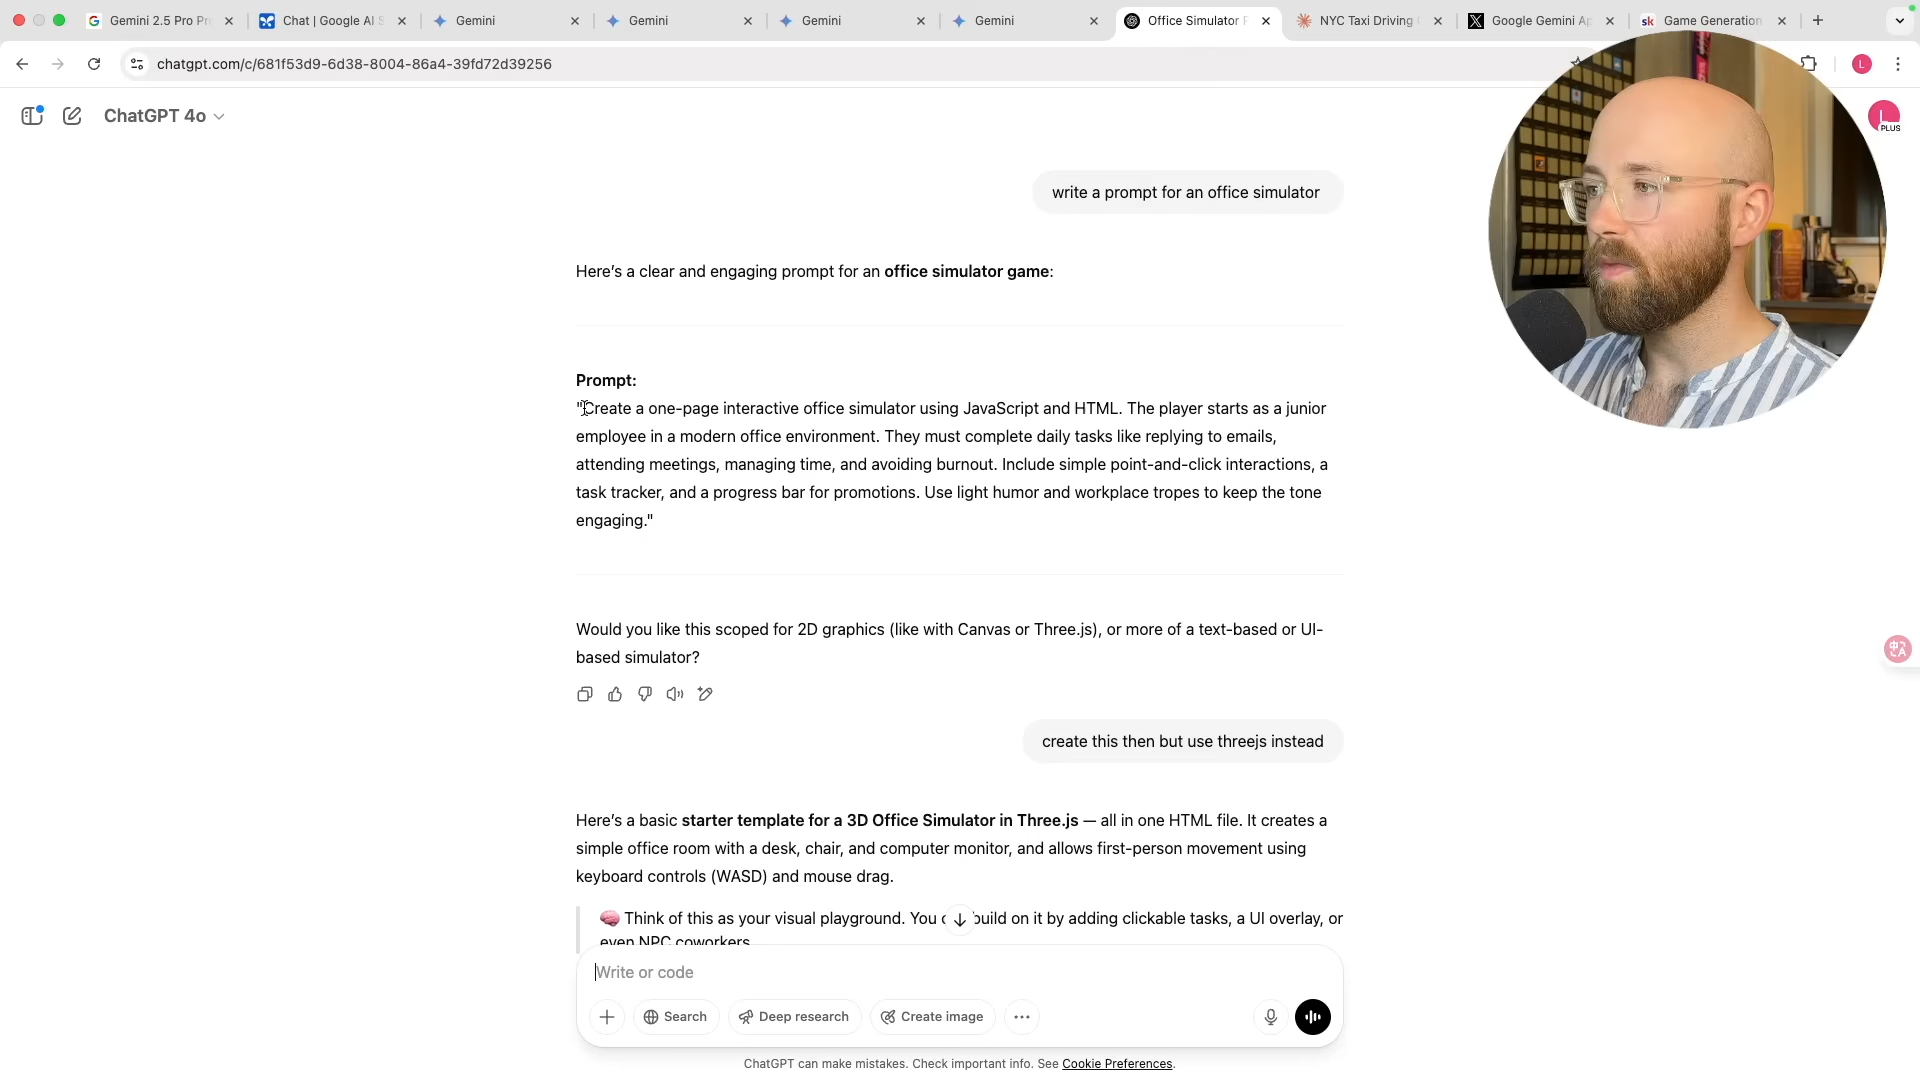 Gemini 2.5 Pro Pr
Chat | Google AI S
Gemini
Gemini
Gemini
Gemini
Office Simulator P
NYC Taxi Driving
Google Gemini Ap
sk
Game Generation
chatgpt.com/c/681f53d9-6d38-8004-86a4-39fd72d39256
L
ChatGPT 4o
L
PLUS
write a prompt for an office simulator
Here's a clear and engaging prompt for an office simulator game:
Prompt:
"Create a one-page interactive office simulator using JavaScript and HTML. The player starts as a junior
employee in a modern office environment. They must complete daily tasks like replying to emails,
attending meetings, managing time, and avoiding burnout. Include simple point-and-click interactions, a
task tracker, and a progress bar for promotions. Use light humor and workplace tropes to keep the tone
engaging."
Would you like this scoped for 2D graphics (like with Canvas or Three.js), or more of a text-based or UI-
based simulator?
create this then but use threejs instead
Here's a basic starter template for a 3D Office Simulator in Three.js — all in one HTML file. It creates a
simple office room with a desk, chair, and computer monitor, and allows first-person movement using
keyboard controls (WASD) and mouse drag.
🧠 Think of this as your visual playground. You build on it by adding clickable tasks, a UI overlay, or
even NPC coworkers
Write or code
Search
Deep research
Create image
ChatGPT can make mistakes. Check important info. See Cookie Preferences.